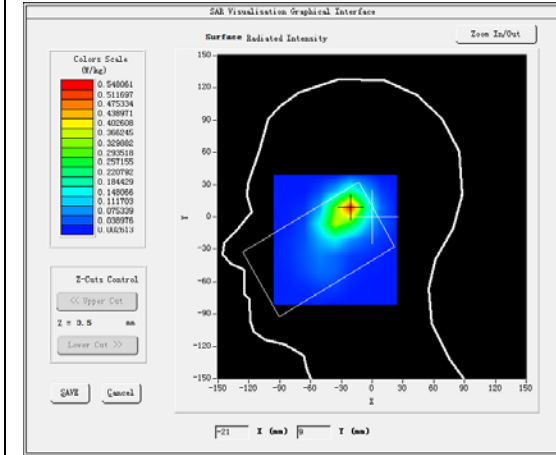 SAR Visualisation Graphical Interface
Surface Radiated Intensity
Zoom In/Out
Colors Scale
(W/kg)
0.548061
0.511697
0.475334
0.438971
0.402608
0.366245
0.329882
0.293518
0.257155
0.220792
0.184429
0.148066
0.111703
0.075339
0.038976
0.002613
150-
120-
90-
60-
30-
Y
0-
-30-
-60-
-90-
-120-
-150-
-150 -120 -90 -60 -30 0 30 60 90 120 150
X
Z-Cuts Control
<< Upper Cut
Z = 0.5 mm
Lower Cut >>
SAVE Cancel
-21 X (mm) 9 Y (mm)